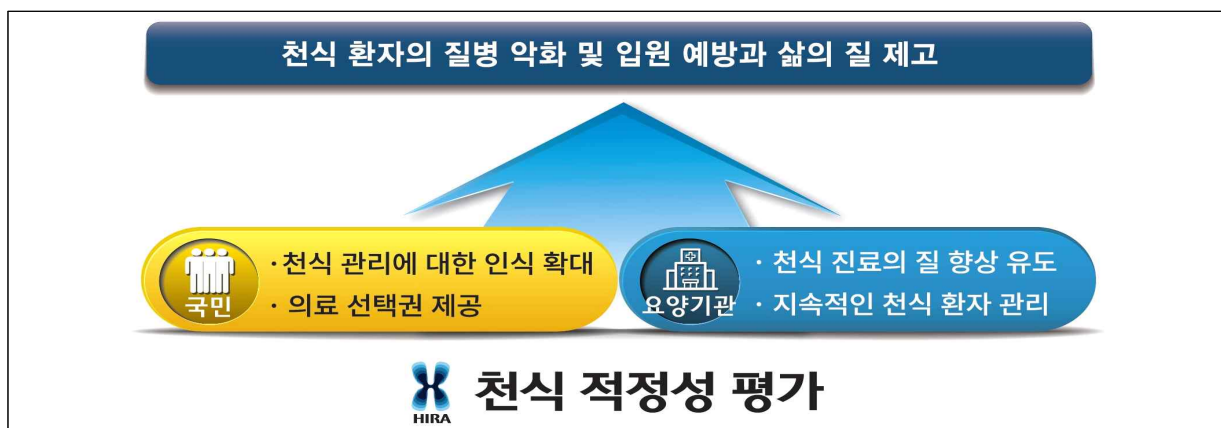 천식 환자의 질병 악화 및 입원 예방과 삶의 질 제고
국민
· 천식 관리에 대한 인식 확대
· 의료 선택권 제공
요양기관
· 천식 진료의 질 향상 유도
· 지속적인 천식 환자 관리
HIRA
천식 적정성 평가